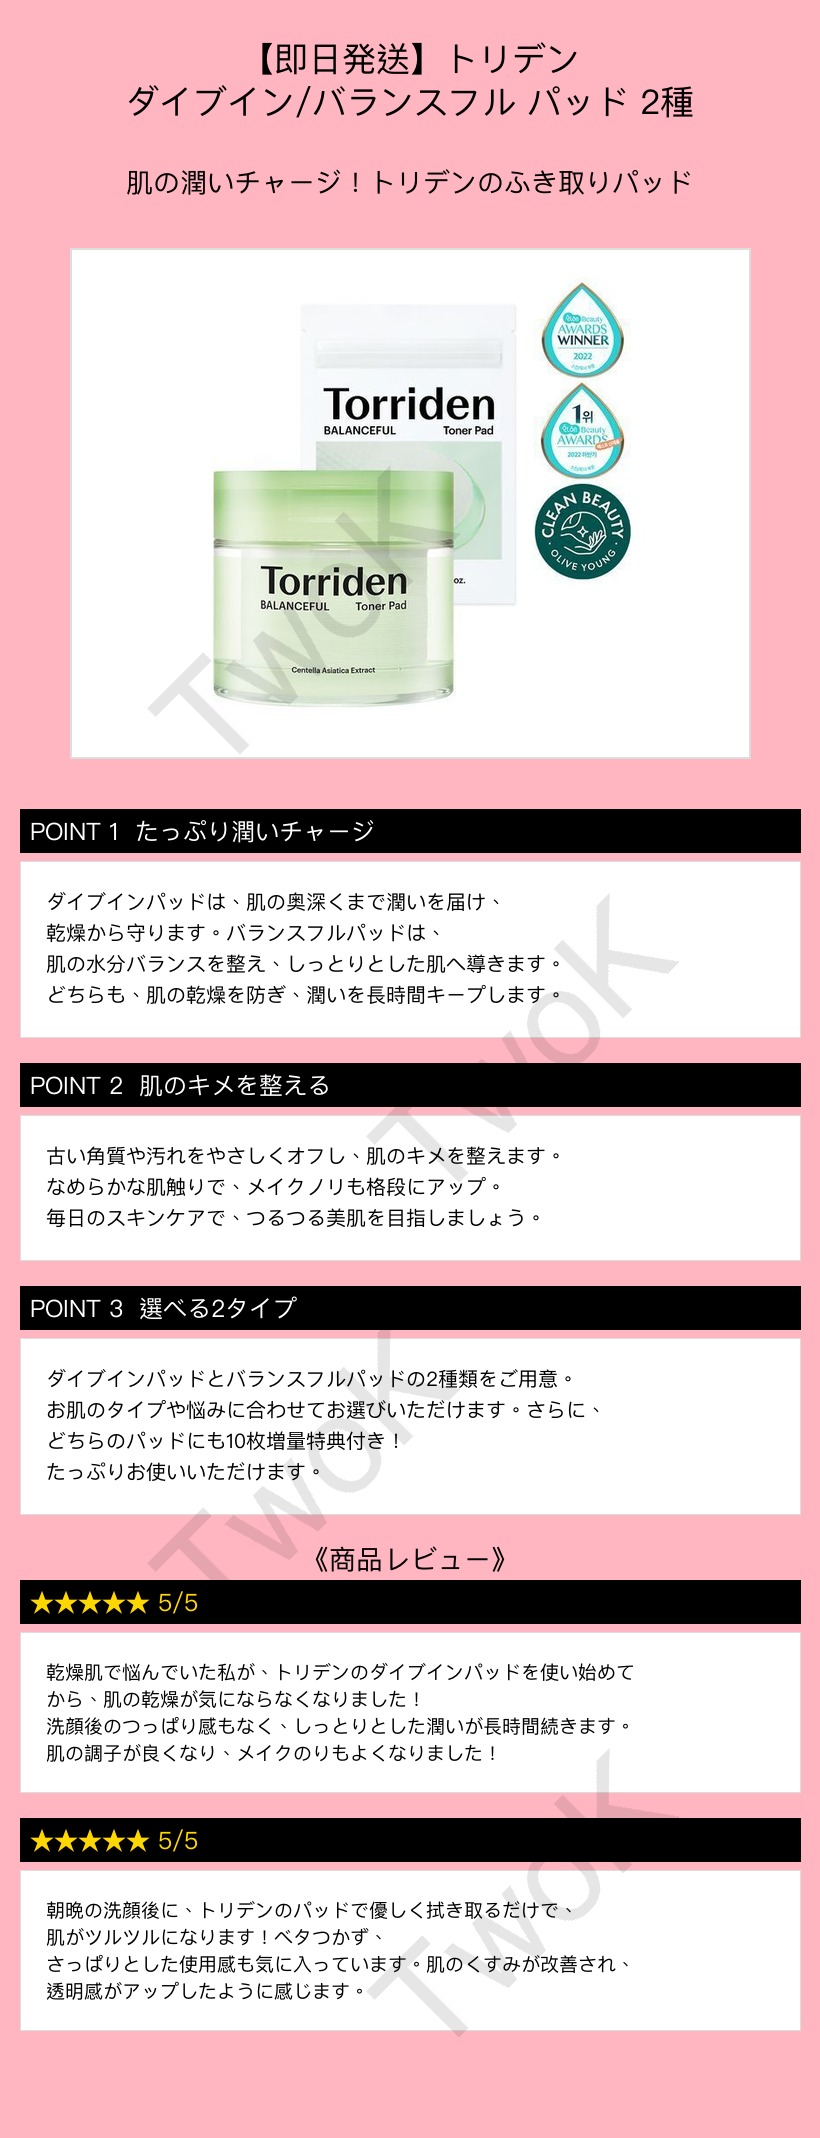 【即日発送】トリデン
ダイブイン/バランスフル パッド 2種
肌の潤いチャージ！トリデンのふき取りパッド
Torriden
BALANCEFUL Toner Pad
oz.
Torriden
BALANCEFUL Toner Pad
Centella Asiatica Extract
Beauty
AWARDS
WINNER
2022
1위
Beauty
AWARDS
2022 하반기
CLEAN BEAUTY
OLIVE YOUNG
TwoK
POINT 1 たっぷり潤いチャージ
ダイブインパッドは、肌の奥深くまで潤いを届け、
乾燥から守ります。バランスフルパッドは、
肌の水分バランスを整え、しっとりとした肌へ導きます。
どちらも、肌の乾燥を防ぎ、潤いを長時間キープします。
TwoK
POINT 2 肌のキメを整える
古い角質や汚れをやさしくオフし、肌のキメを整えます。
なめらかな肌触りで、メイクノリも格段にアップ。
毎日のスキンケアで、つるつる美肌を目指しましょう。
POINT 3 選べる2タイプ
ダイブインパッドとバランスフルパッドの2種類をご用意。
お肌のタイプや悩みに合わせてお選びいただけます。さらに、
どちらのパッドにも10枚増量特典付き！
たっぷりお使いいただけます。
TwoK
《商品レビュー》
★★★★★ 5/5
乾燥肌で悩んでいた私が、トリデンのダイブインパッドを使い始めて
から、肌の乾燥が気にならなくなりました！
洗顔後のつっぱり感もなく、しっとりとした潤いが長時間続きます。
肌の調子が良くなり、メイクのりもよくなりました！
★★★★★ 5/5
朝晩の洗顔後に、トリデンのパッドで優しく拭き取るだけで、
肌がツルツルになります！ベタつかず、
さっぱりとした使用感も気に入っています。肌のくすみが改善され、
透明感がアップしたように感じます。
TwoK